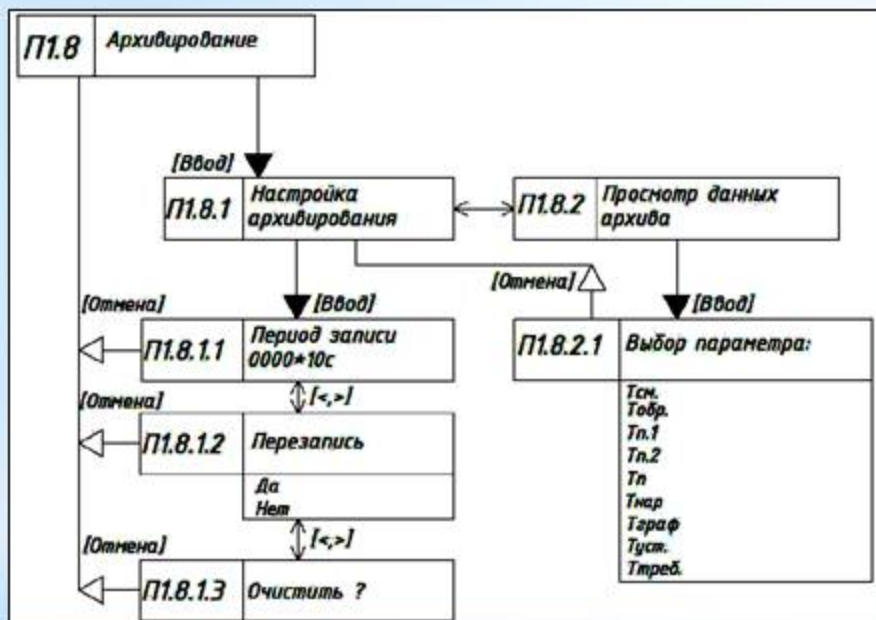 П1.8 Архивирование
[Ввод]
П1.8.1 Настройка
архивирования
П1.8.2 Просмотр данных
архива
[Отмена]
[Ввод]
[Отмена]
[Ввод]
П1.8.1.1 Период записи
0000*10с
П1.8.2.1 Выбор параметра:
Тсм.
Тобр.
Тп.1
Тп.2
Тп
Тнар
Тграф
Туст.
Ттреб.
[<,>]
[Отмена]
П1.8.1.2 Перезапись
Да
Нет
[<,>]
[Отмена]
П1.8.1.3 Очистить ?